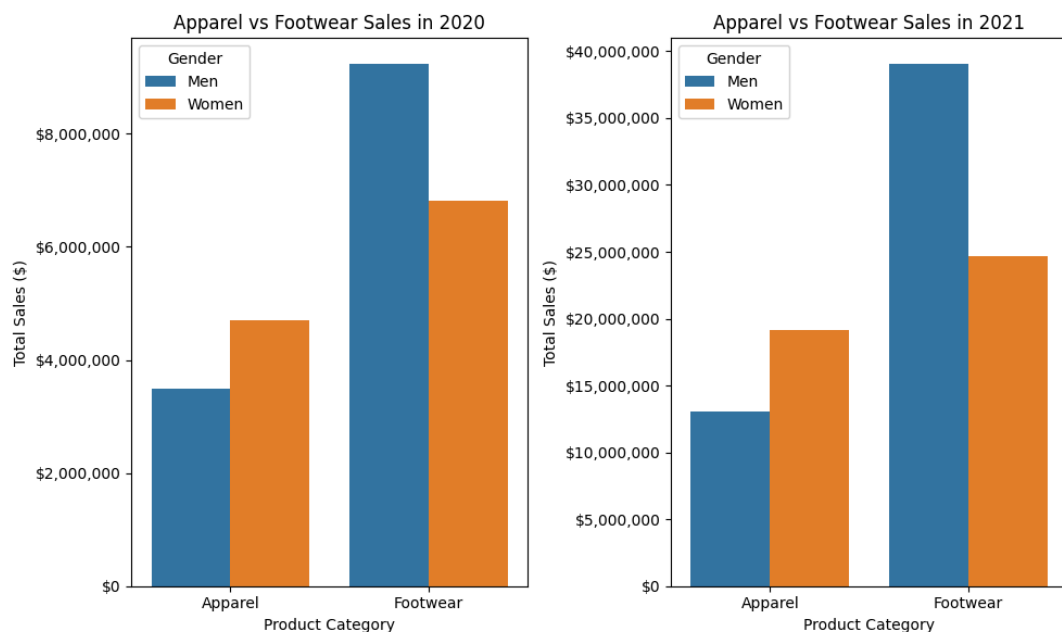 Apparel vs Footwear Sales in 2020
Gender
Men
Women
$8,000,000
$6,000,000
$4,000,000
$2,000,000
$0
Total Sales ($)
Apparel
Footwear
Product Category
Apparel vs Footwear Sales in 2021
Gender
Men
Women
$40,000,000
$35,000,000
$30,000,000
$25,000,000
$20,000,000
$15,000,000
$10,000,000
$5,000,000
$0
Total Sales ($)
Apparel
Footwear
Product Category